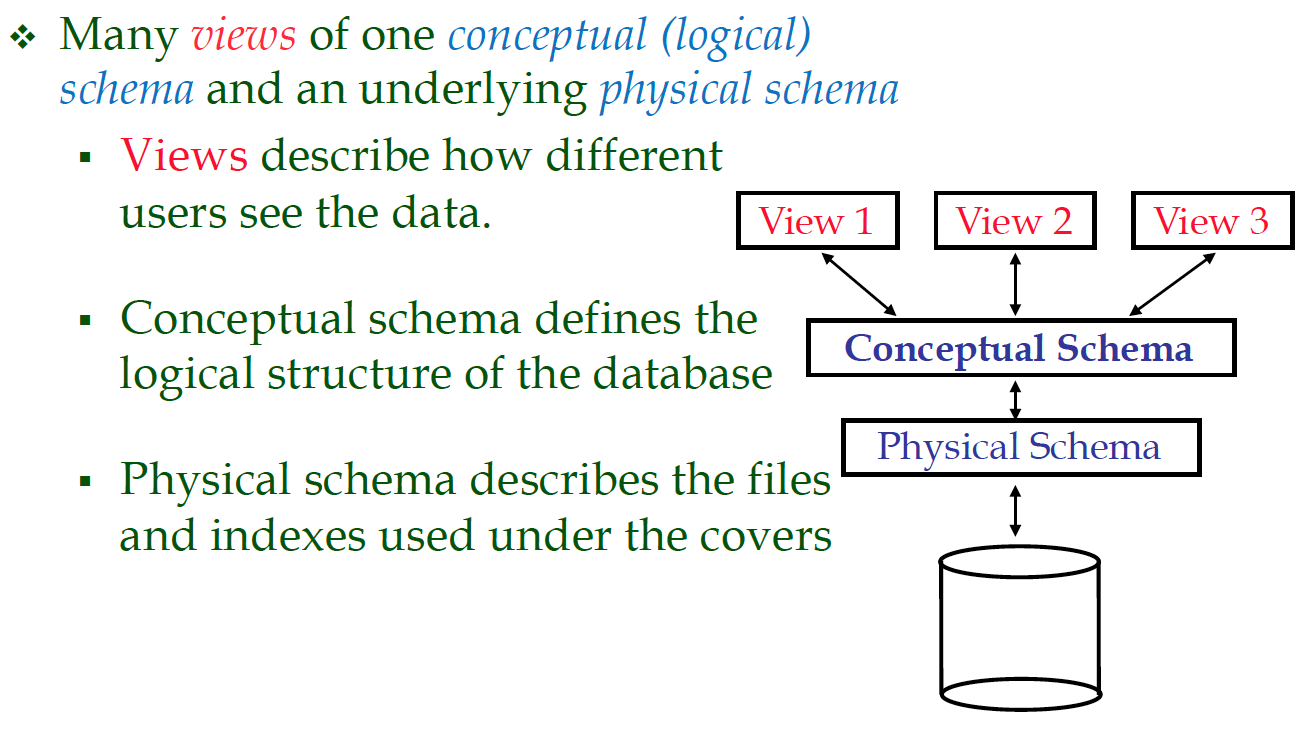 Many views of one conceptual (logical)
schema and an underlying physical schema
Views describe how different
users see the data.
Conceptual schema defines the
logical structure of the database
Physical schema describes the files
and indexes used under the covers
View 1
View 2
View 3
Conceptual Schema
Physical Schema